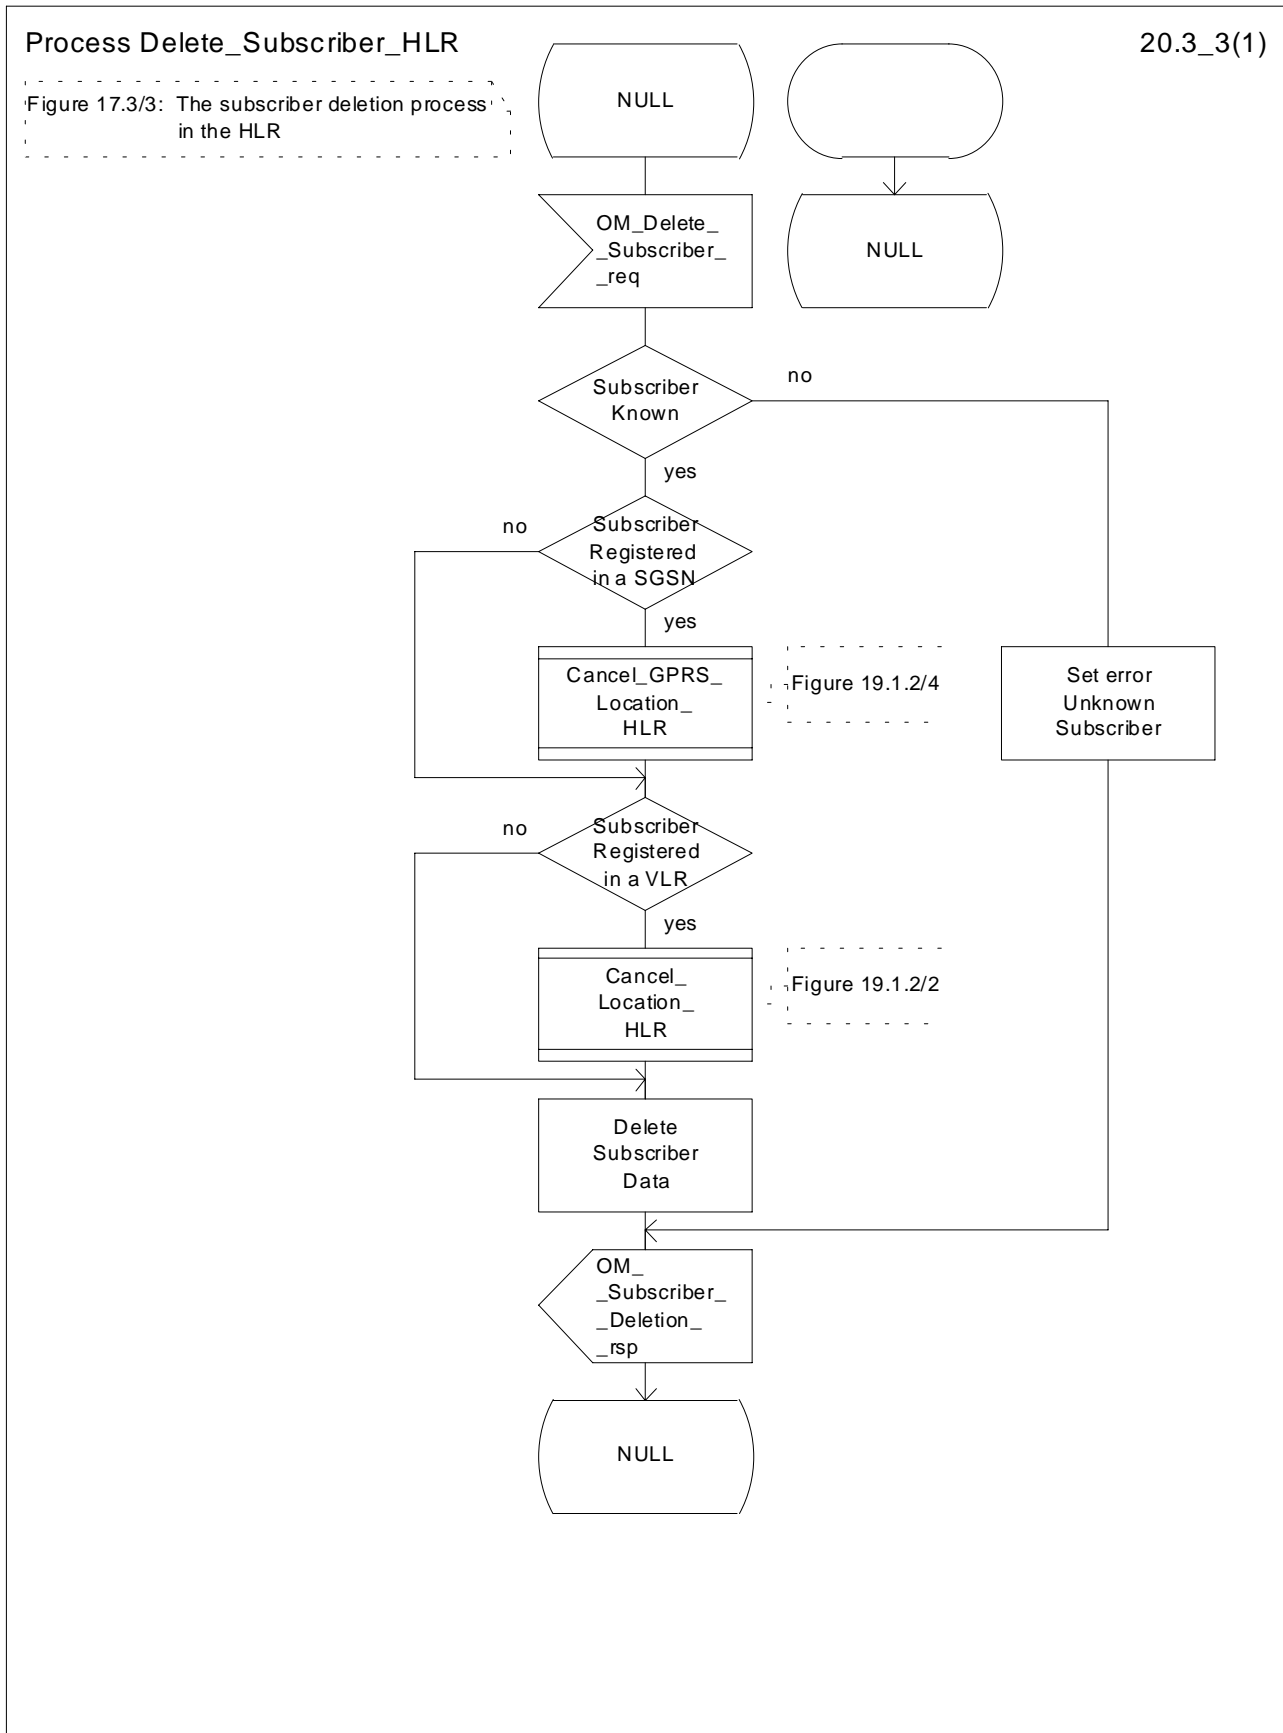 Process Delete_Subscriber_HLR
20.3_3(1)
Figure 17.3/3: The subscriber deletion process
in the HLR
NULL
OM_Delete_
_Subscriber_
_req
NULL
Subscriber
Known
no
yes
Subscriber
Registered
in a SGSN
no
yes
Cancel_GPRS_
Location_
HLR
Figure 19.1.2/4
Set error
Unknown
Subscriber
Subscriber
Registered
in a VLR
no
yes
Cancel_
Location_
HLR
Figure 19.1.2/2
Delete
Subscriber
Data
OM_
_Subscriber_
_Deletion_
_rsp
NULL